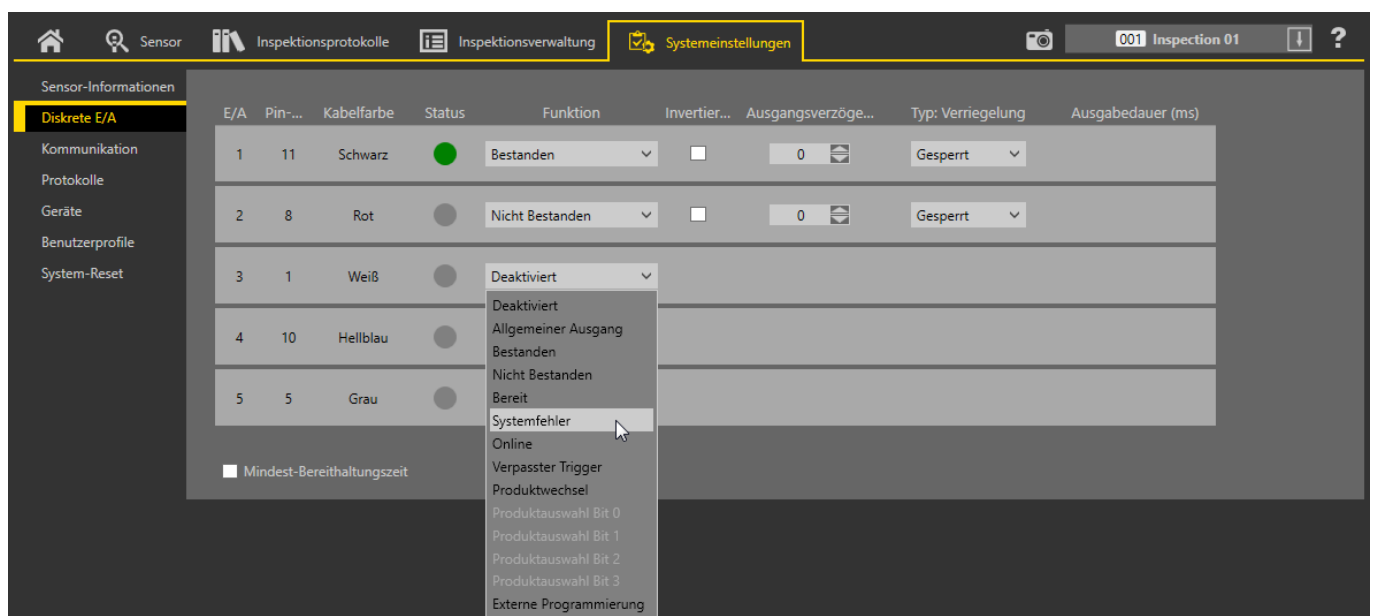 Sensor Inspektionsprotokolle Inspektionsverwaltung Systemeinstellungen 001 Inspection 01 ?
Sensor-Informationen
Diskrete E/A
Kommunikation
Protokolle
Geräte
Benutzerprofile
System-Reset
E/A Pin-... Kabelfarbe Status Funktion Invertier... Ausgangsverzöge... Typ: Verriegelung Ausgabedauer (ms)
1 11 Schwarz Bestanden 0 Gesperrt
2 8 Rot Nicht Bestanden 0 Gesperrt
3 1 Weiß Deaktiviert
4 10 Hellblau
5 5 Grau
Deaktiviert
Allgemeiner Ausgang
Bestanden
Nicht Bestanden
Bereit
Systemfehler
Online
Verpasster Trigger
Produktwechsel
Produktauswahl Bit 0
Produktauswahl Bit 1
Produktauswahl Bit 2
Produktauswahl Bit 3
Externe Programmierung
Mindest-Bereithaltungszeit